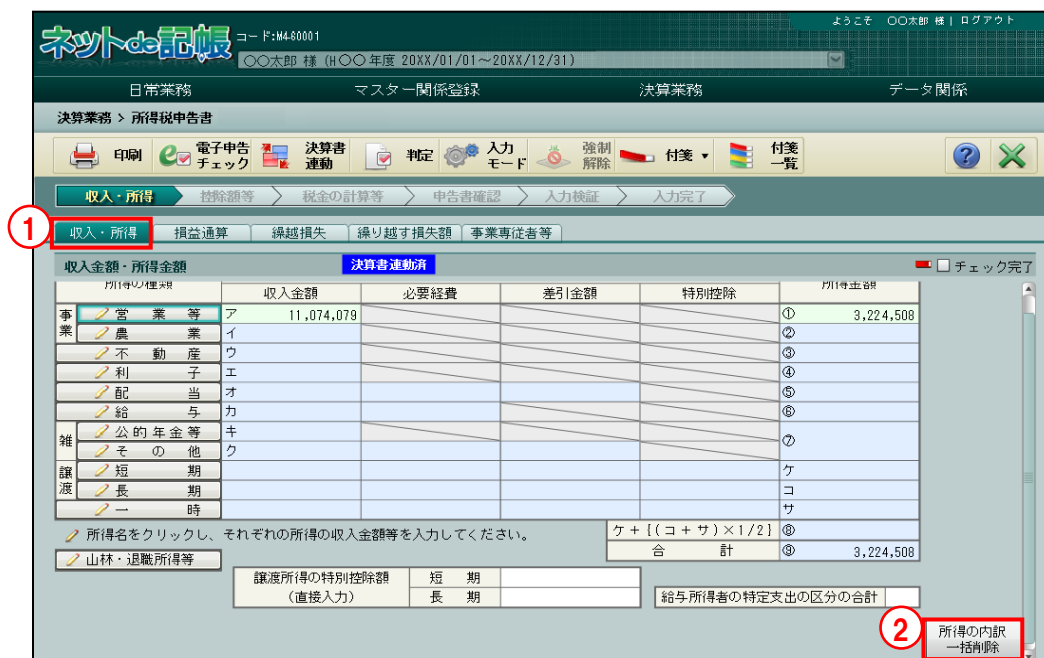 ようこそ 〇〇太郎 様 | ログアウト
ネットde記帳 コード:M4-60001
〇〇太郎 様 (H〇〇年度 20XX/01/01～20XX/12/31)
日常業務 マスター関係登録 決算業務 データ関係
決算業務 > 所得税申告書
印刷 電子申告チェック 決算書連動 判定 入力モード 強制解除 付箋▼ 付箋一覧 ?
収入・所得 控除額等 税金の計算等 申告書確認 入力検証 入力完了
1
収入・所得 損益通算 繰越損失 繰り越す損失額 事業専従者等
収入金額・所得金額 決算書連動済 チェック完了
所得の種類 収入金額 必要経費 差引金額 特別控除 所得金額
事業 営業等 ア 11,074,079 ① 3,224,508
農業 イ ②
不動産 ウ ③
利子 エ ④
配当 オ ⑤
給与 カ ⑥
雑 公的年金等 キ ⑦
その他 ク
譲渡 短期 ケ
長期 コ
一時 サ
所得名をクリックし、それぞれの所得の収入金額等を入力してください。 ケ+{(コ+サ)×1/2} ⑧
山林・退職所得等 合計 ⑨ 3,224,508
譲渡所得の特別控除額 短期
(直接入力) 長期 給与所得者の特定支出の区分の合計
2
所得の内訳
一括削除